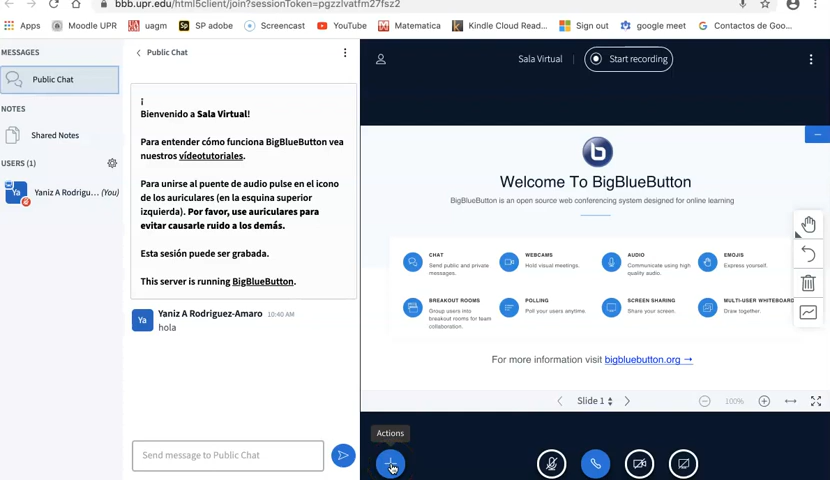 bbb.upr.edu/html5client/join?sessionToken=pgzzlvatfm27fsz2
Apps
Moodle UPR
uagm
SP adobe
Screencast
YouTube
Matematica
Kindle Cloud Read...
Sign out
google meet
Contactos de Goo...
MESSAGES
Public Chat
NOTES
Shared Notes
USERS (1)
Ya
Yaniz A Rodrigu... (You)
Public Chat
¡
Bienvenido a Sala Virtual!
Para entender cómo funciona BigBlueButton vea
nuestros vídeotutoriales.
Para unirse al puente de audio pulse en el icono
de los auriculares (en la esquina superior
izquierda). Por favor, use auriculares para
evitar causarle ruido a los demás.
Esta sesión puede ser grabada.
This server is running BigBlueButton.
Ya
Yaniz A Rodriguez-Amaro 10:40 AM
hola
Send message to Public Chat
Sala Virtual
Start recording
b
Welcome To BigBlueButton
BigBlueButton is an open source web conferencing system designed for online learning
CHAT
Send public and private
messages.
WEBCAMS
Hold visual meetings.
AUDIO
Communicate using high
quality audio.
EMOJIS
Express yourself.
BREAKOUT ROOMS
Group users into
breakout rooms for team
collaboration.
POLLING
Poll your users anytime.
SCREEN SHARING
Share your screen.
MULTI-USER WHITEBOARD
Draw together.
For more information visit bigbluebutton.org →
Slide 1
100%
Actions